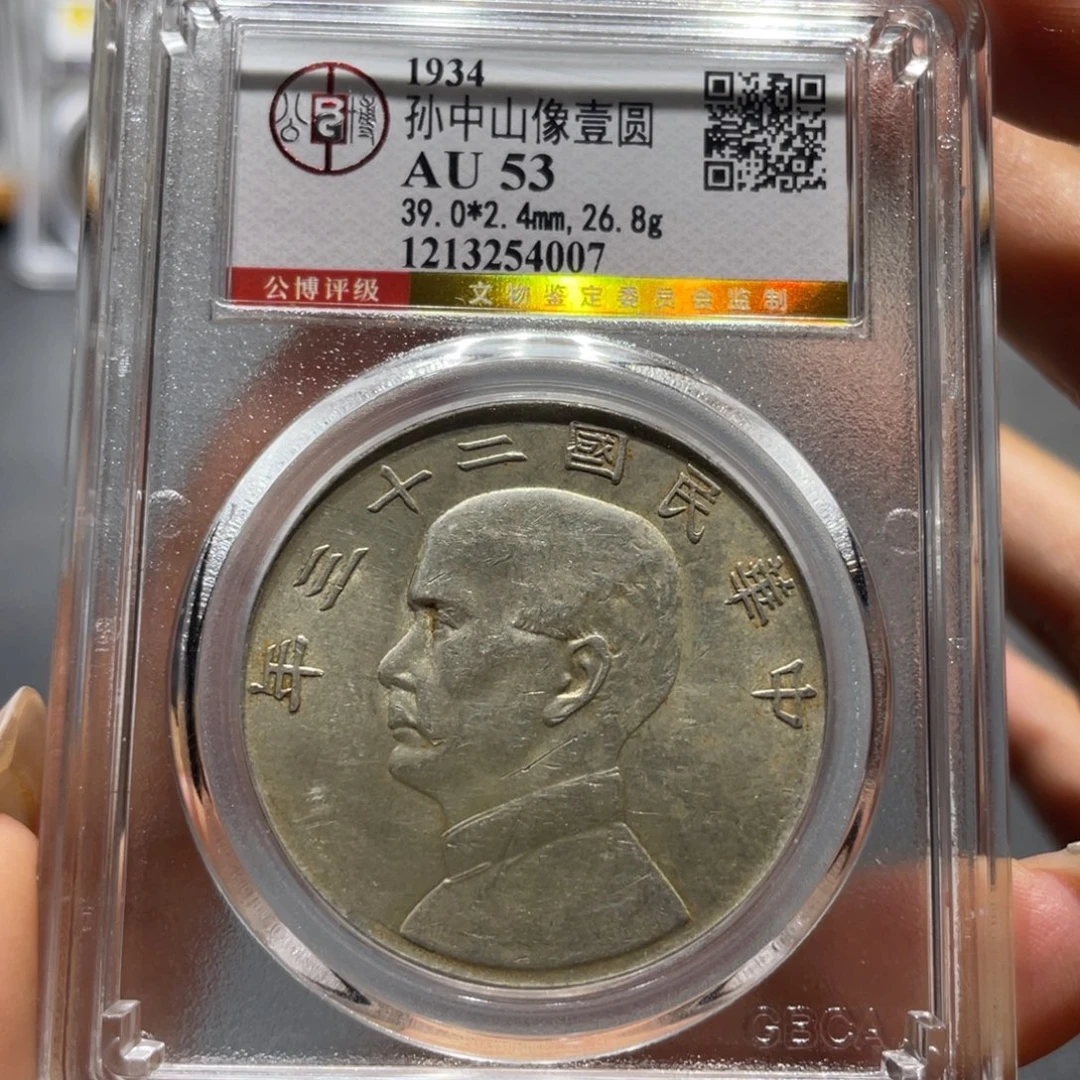 公博
1934
孙中山像壹圆
AU 53
39.0*2.4mm,26.8g
1213254007
公博评级
文物鉴定委员会监制
中華民國二十三年
GBCA